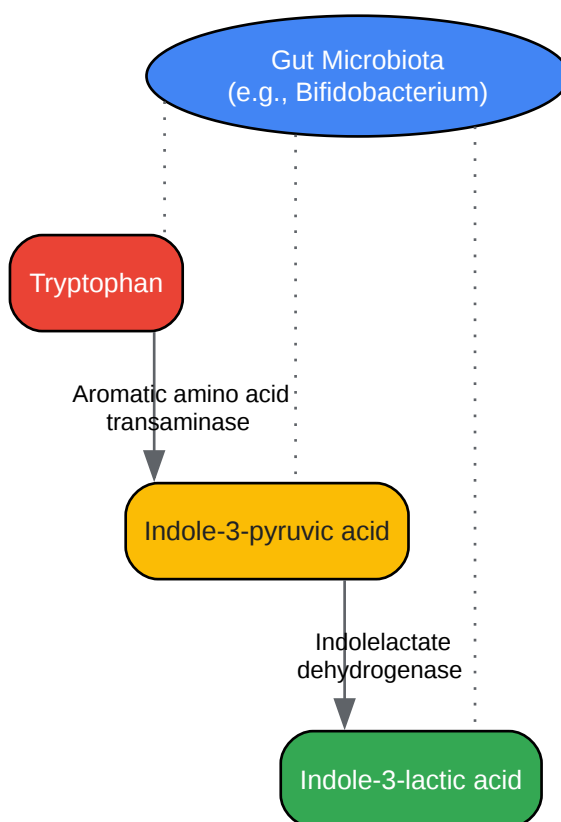 Gut Microbiota
(e.g., Bifidobacterium)
Tryptophan
Aromatic amino acid
transaminase
Indole-3-pyruvic acid
Indolelactate
dehydrogenase
Indole-3-lactic acid